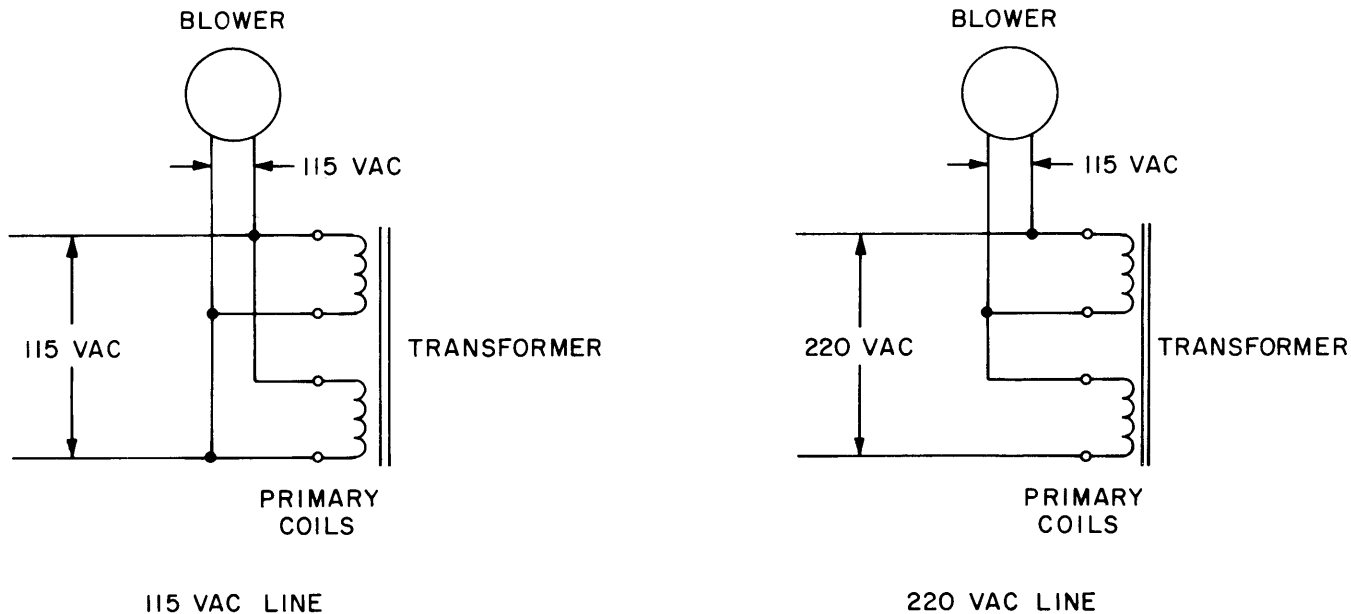 BLOWER
115 VAC
115 VAC
TRANSFORMER
PRIMARY
COILS
115 VAC LINE
BLOWER
115 VAC
220 VAC
TRANSFORMER
PRIMARY
COILS
220 VAC LINE